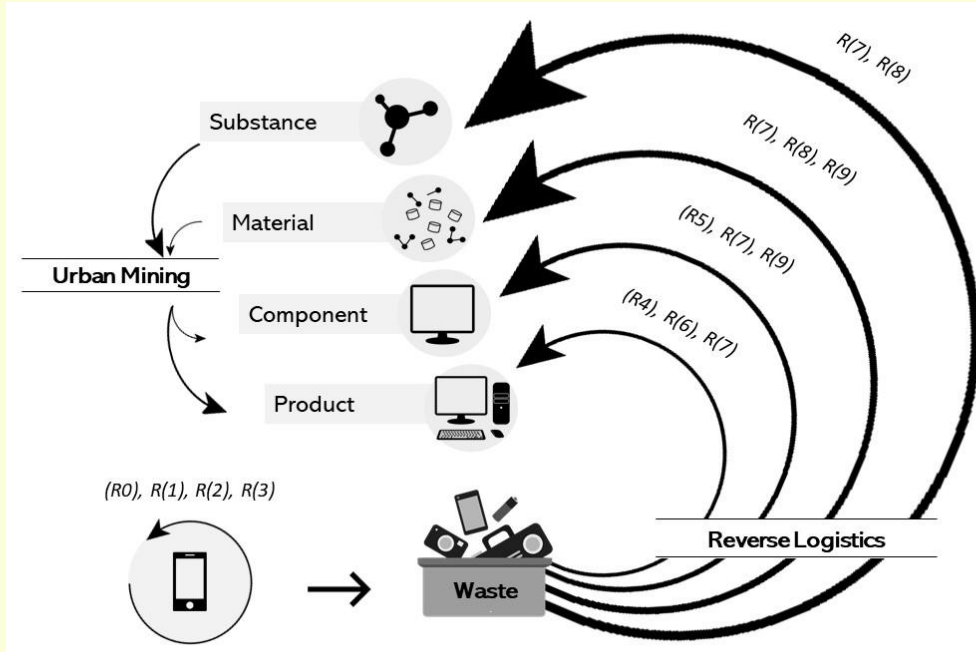 R(7), R(8)
Substance
R(7), R(8), R(9)
Material
(R5), R(7), R(9)
Urban Mining
Component
(R4), R(6), R(7)
Product
(R0), R(1), R(2), R(3)
Reverse Logistics
Waste